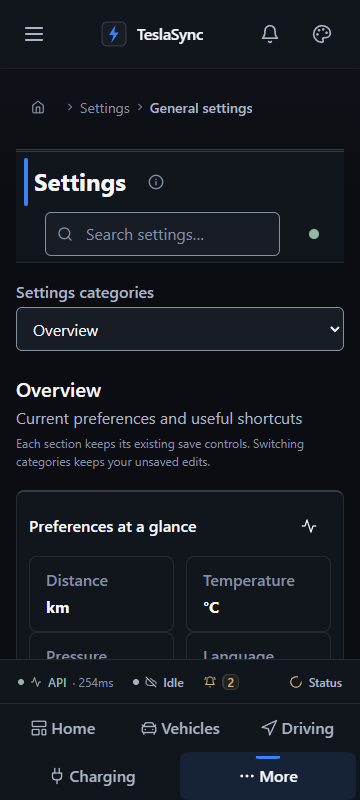 TeslaSync
Settings
General settings
Settings
Search settings...
Settings categories
Overview
Overview
Current preferences and useful shortcuts
Each section keeps its existing save controls. Switching
categories keeps your unsaved edits.
Preferences at a glance
Distance
km
Temperature
°C
Pressure
Language
API · 254ms
Idle
2
Status
Home
Vehicles
Driving
Charging
More